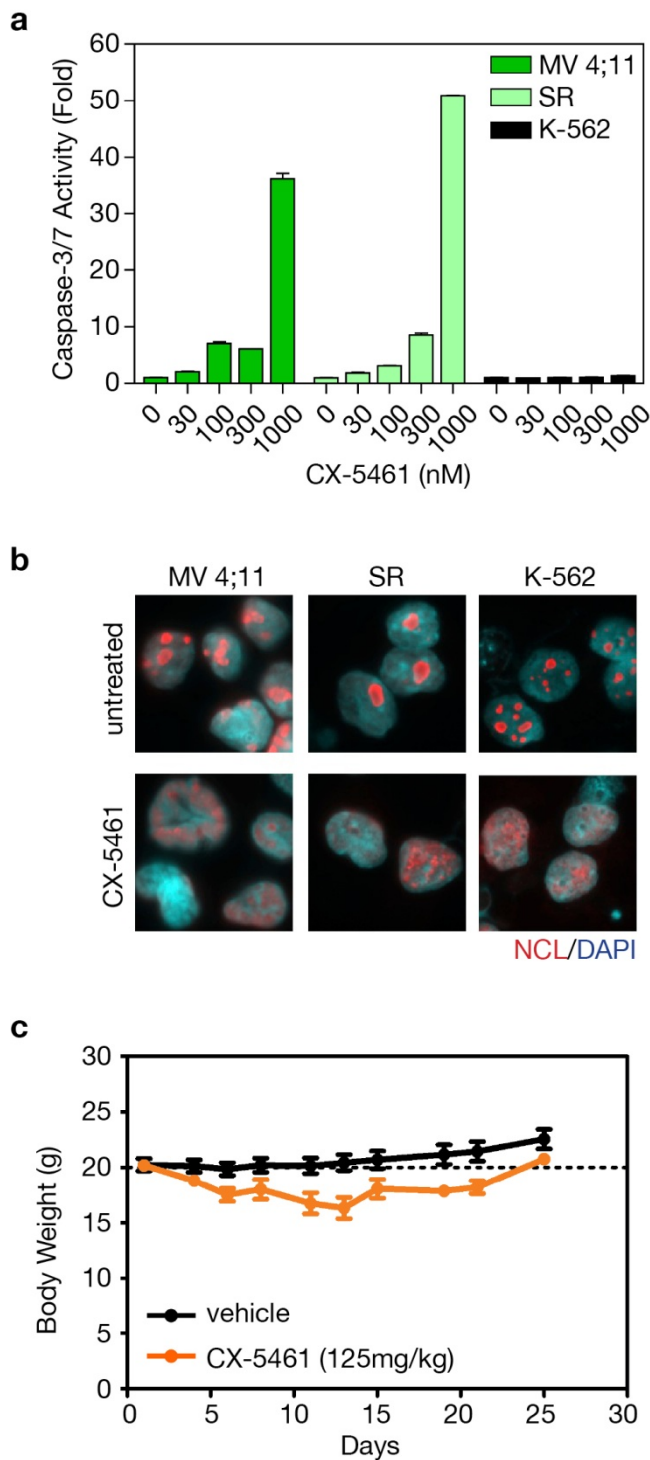 a
60
50
40
30
20
10
0
Caspase-3/7 Activity (Fold)
MV 4;11
SR
K-562
0 30 100 300 1000 0 30 100 300 1000 0 30 100 300 1000
CX-5461 (nM)
b
MV 4;11 SR K-562
untreated
CX-5461
NCL/DAPI
c
30
25
20
15
10
5
0
Body Weight (g)
vehicle
CX-5461 (125mg/kg)
0 5 10 15 20 25 30
Days